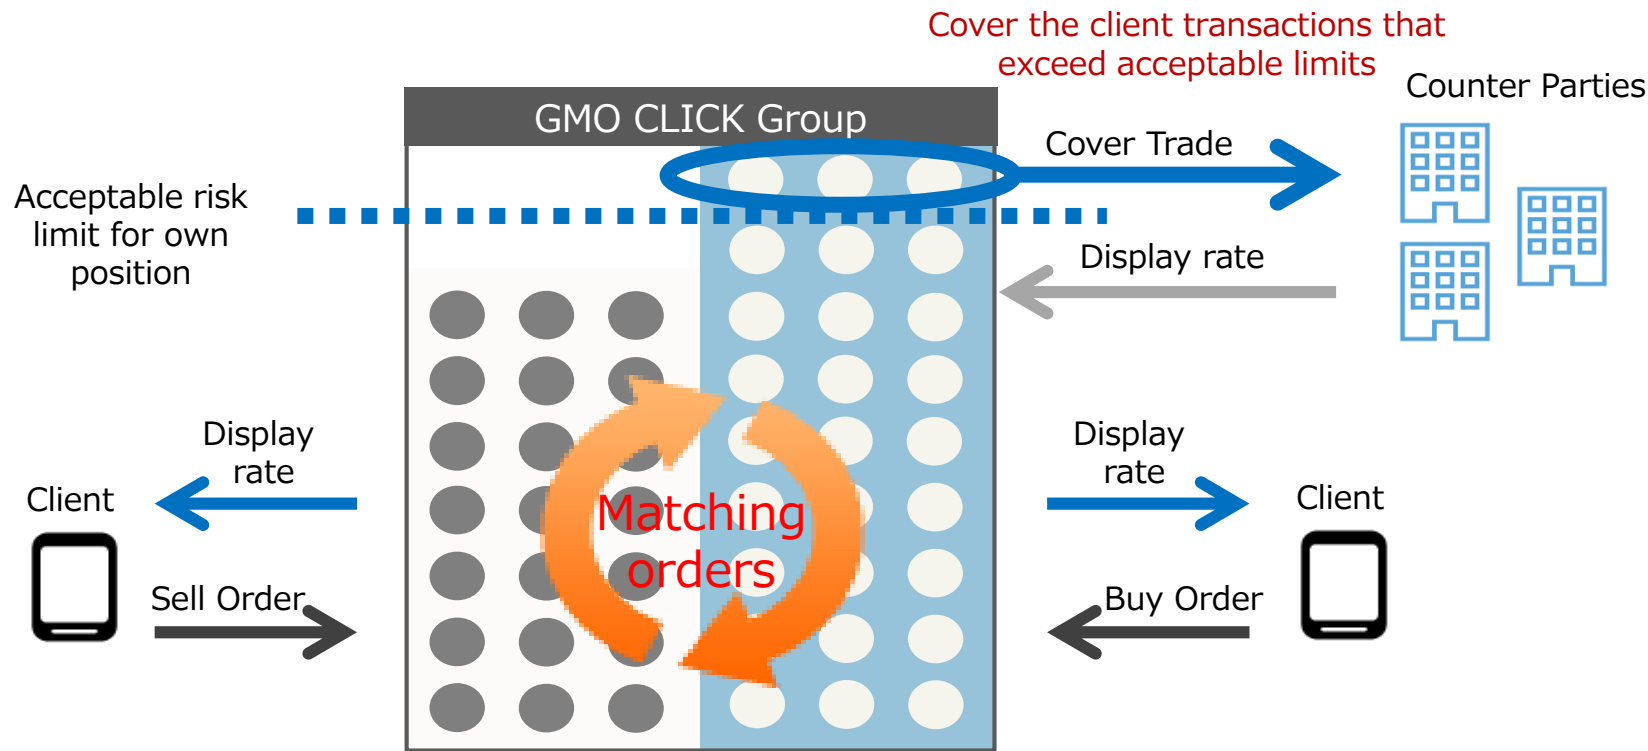 Cover the client transactions that
exceed acceptable limits
Counter Parties
GMO CLICK Group
Cover Trade
Acceptable risk
limit for own
position
Display rate
Display
rate
Display
rate
Client
Client
Matching
orders
Sell Order
Buy Order